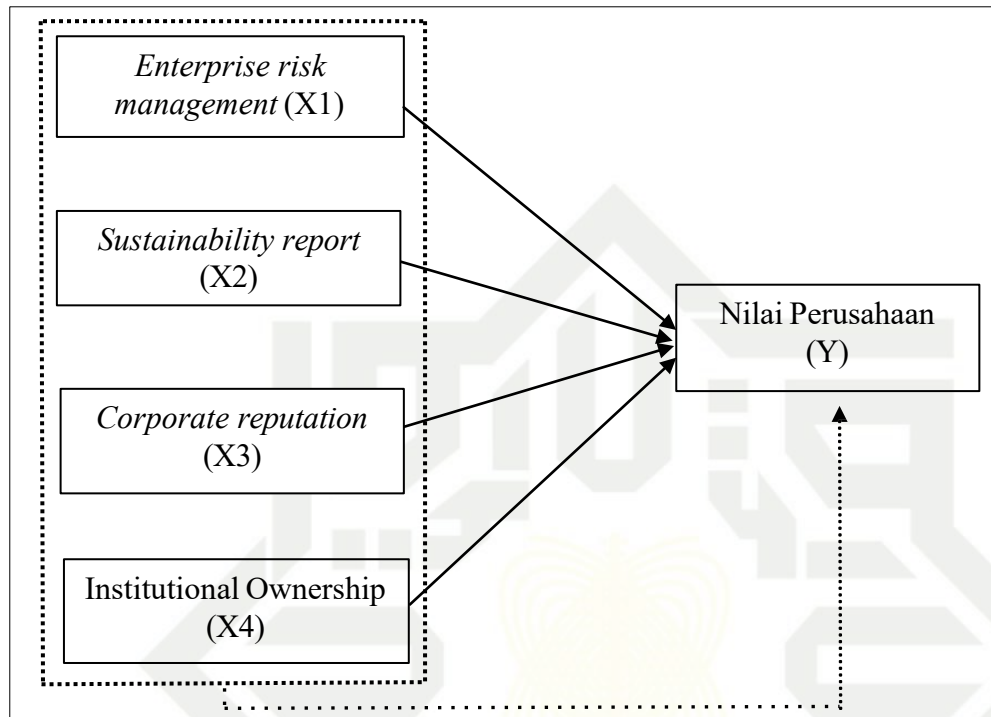 Enterprise risk
management (X1)
Sustainability report
(X2)
Corporate reputation
(X3)
Institutional Ownership
(X4)
Nilai Perusahaan
(Y)